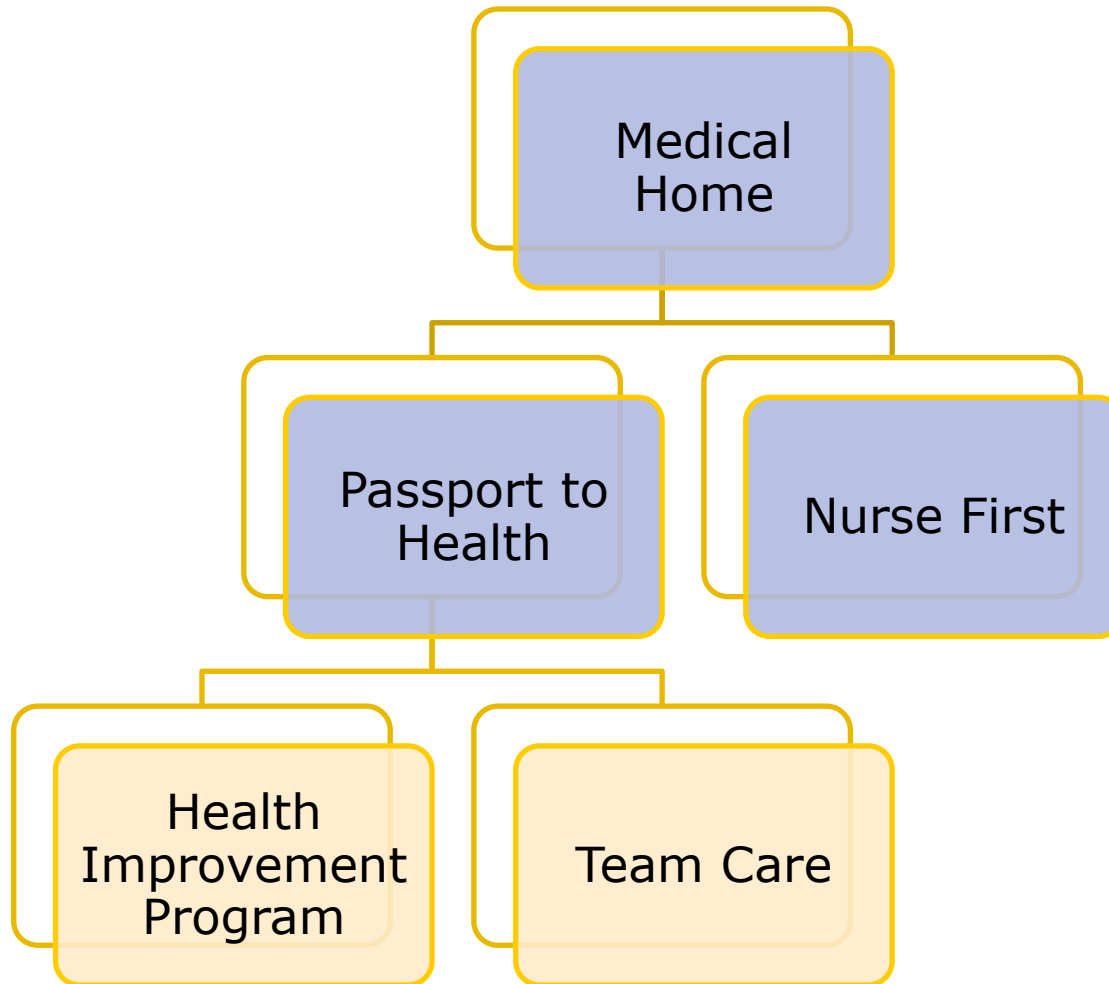 Medical
Home
Passport to
Health
Nurse First
Health
Improvement
Program
Team Care